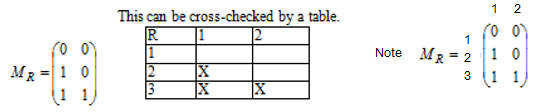 This can be cross-checked by a table.
M_R = (0 0
1 0
1 1)
R 1 2
1
2 X
3 X X
Note M_R =
1 2
1 (0 0
2 1 0
3 1 1)